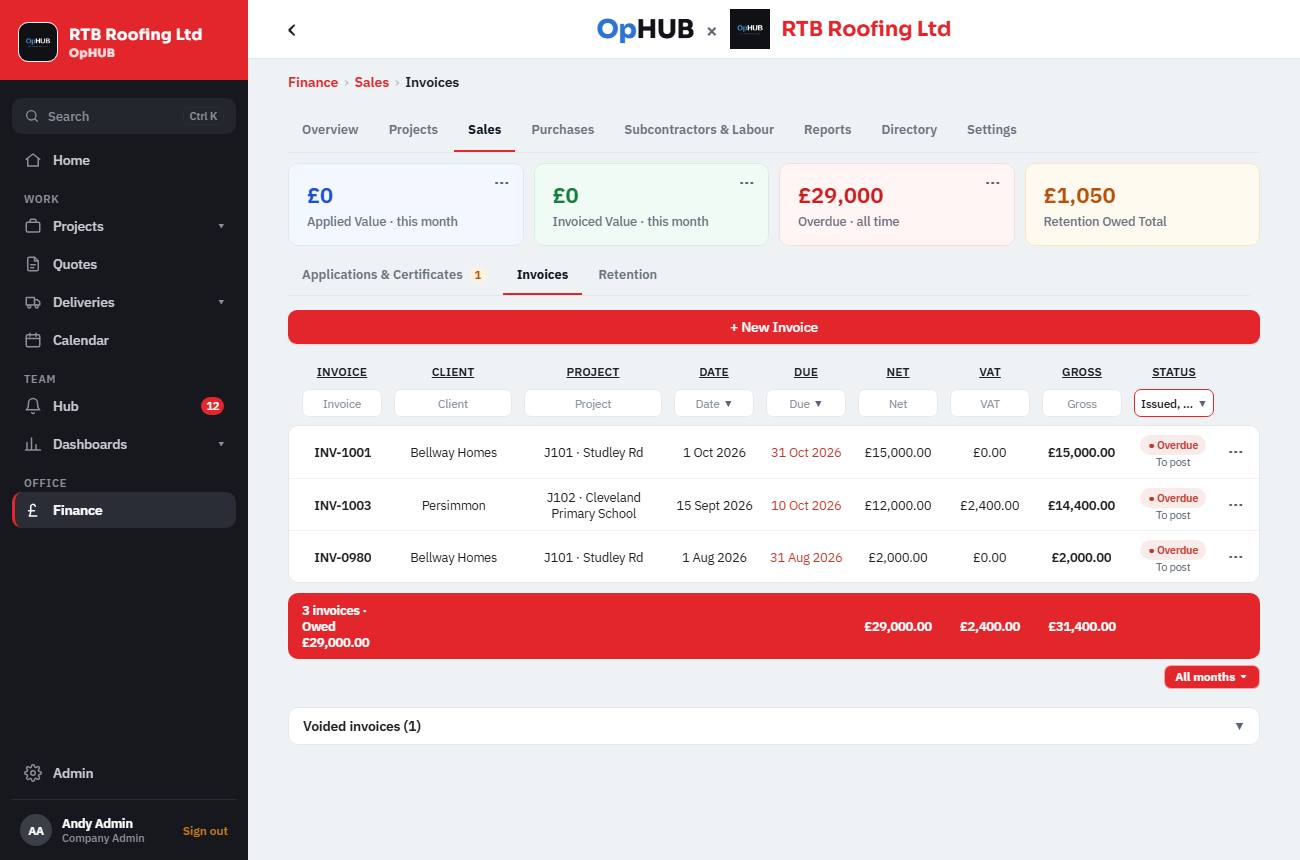 RTB Roofing Ltd
OpHUB
Search Ctrl K
Home
WORK
Projects
Quotes
Deliveries
Calendar
TEAM
Hub 12
Dashboards
OFFICE
£ Finance
Admin
AA Andy Admin
Company Admin
Sign out
OpHUB × OpHUB RTB Roofing Ltd
Finance › Sales › Invoices
Overview Projects Sales Purchases Subcontractors & Labour Reports Directory Settings
£0
Applied Value · this month
£0
Invoiced Value · this month
£29,000
Overdue · all time
£1,050
Retention Owed Total
Applications & Certificates 1 Invoices Retention
+ New Invoice
INVOICE CLIENT PROJECT DATE DUE NET VAT GROSS STATUS
Invoice Client Project Date ▼ Due ▼ Net VAT Gross Issued, ... ▼
INV-1001 Bellway Homes J101 · Studley Rd 1 Oct 2026 31 Oct 2026 £15,000.00 £0.00 £15,000.00 Overdue
To post
INV-1003 Persimmon J102 · Cleveland
Primary School 15 Sept 2026 10 Oct 2026 £12,000.00 £2,400.00 £14,400.00 Overdue
To post
INV-0980 Bellway Homes J101 · Studley Rd 1 Aug 2026 31 Aug 2026 £2,000.00 £0.00 £2,000.00 Overdue
To post
3 invoices ·
Owed
£29,000.00
£29,000.00 £2,400.00 £31,400.00
All months
Voided invoices (1)